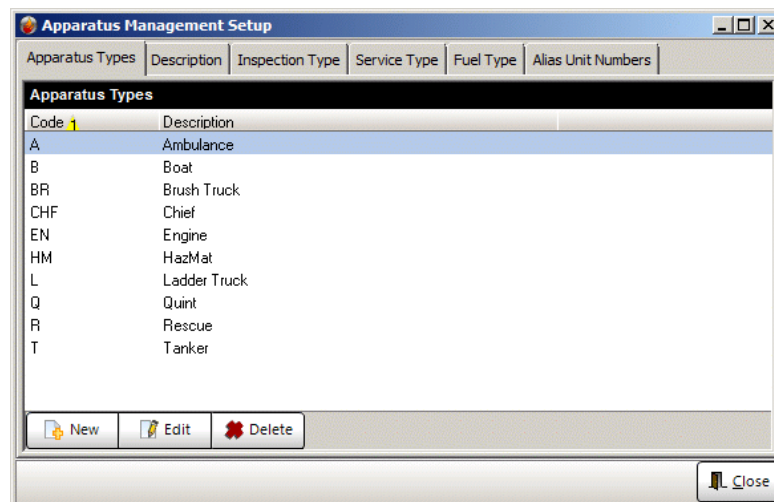 Apparatus Management Setup
Apparatus Types Description Inspection Type Service Type Fuel Type Alias Unit Numbers
Apparatus Types
Code 1 Description
A Ambulance
B Boat
BR Brush Truck
CHF Chief
EN Engine
HM HazMat
L Ladder Truck
Q Quint
R Rescue
T Tanker
New Edit Delete
Close